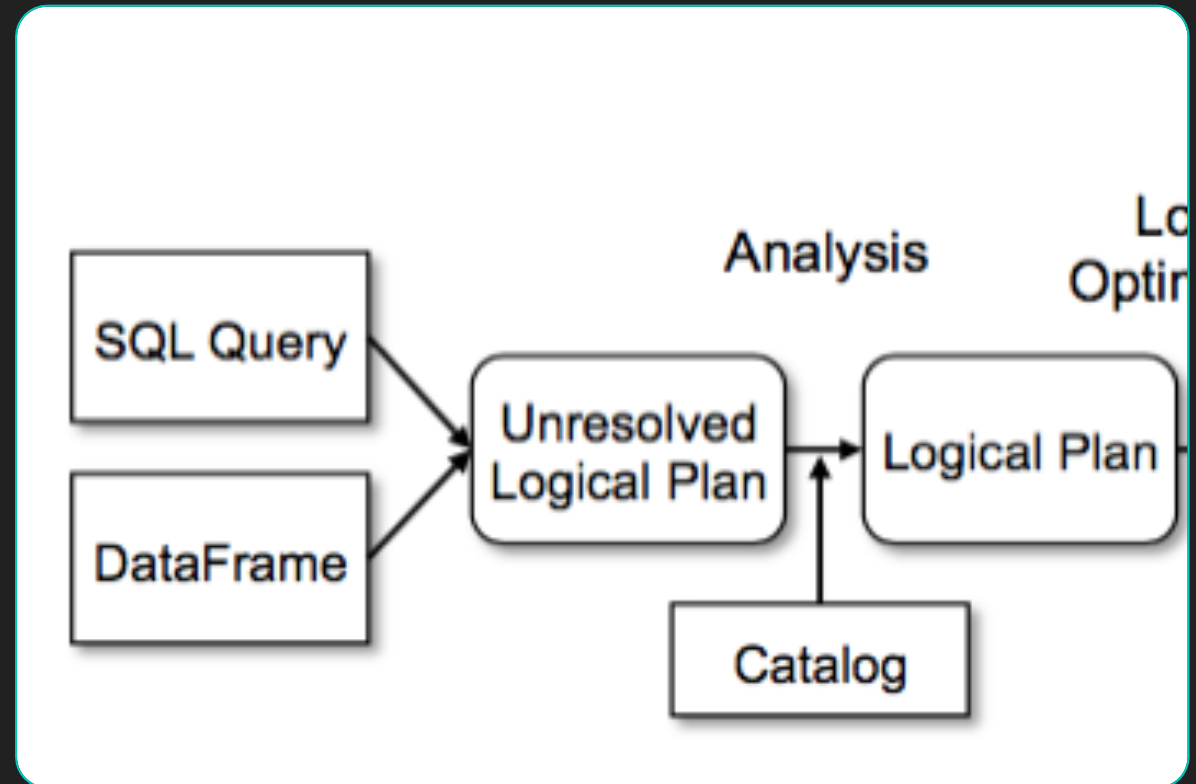 Analysis
SQL Query
Unresolved
Logical Plan
Logical Plan
DataFrame
Catalog